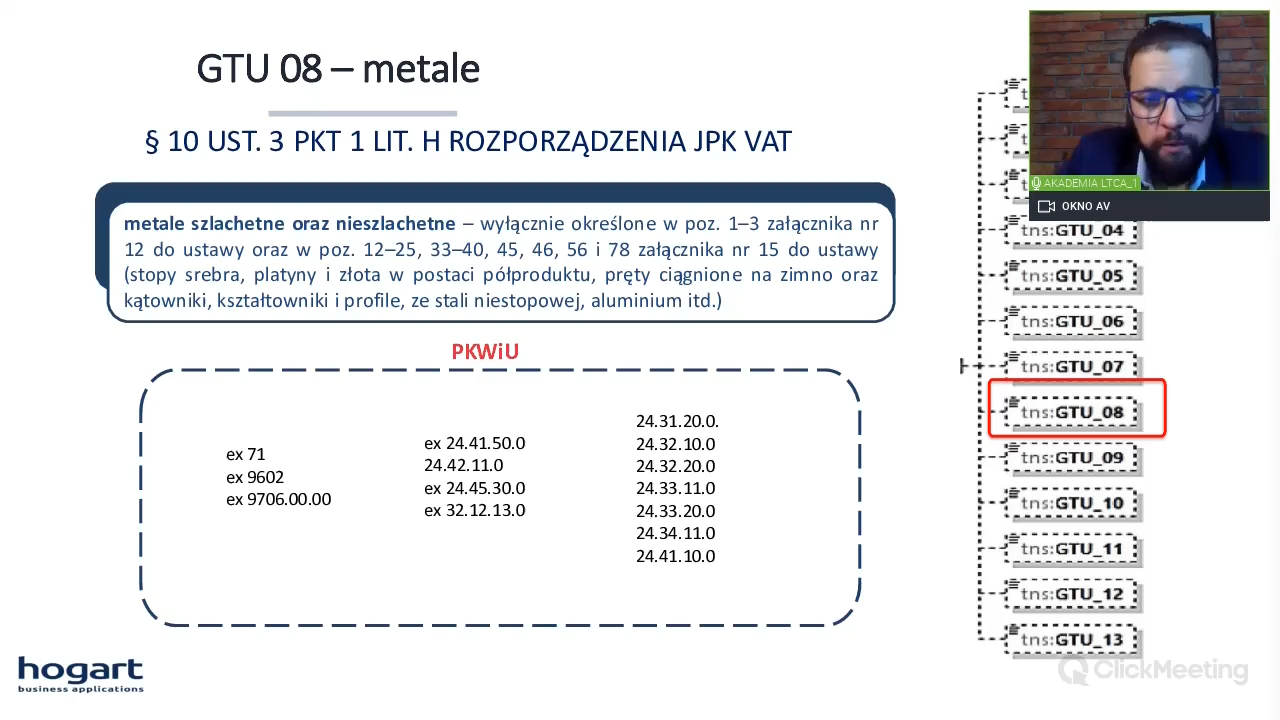 GTU 08 – metale
§ 10 UST. 3 PKT 1 LIT. H ROZPORZĄDZENIA JPK VAT
metale szlachetne oraz nieszlachetne – wyłącznie określone w poz. 1–3 załącznika nr
12 do ustawy oraz w poz. 12–25, 33–40, 45, 46, 56 i 78 załącznika nr 15 do ustawy
(stopy srebra, platyny i złota w postaci półproduktu, pręty ciągnione na zimno oraz
kątowniki, kształtowniki i profile, ze stali niestopowej, aluminium itd.)
PKWiU
ex 71
ex 9602
ex 9706.00.00
ex 24.41.50.0
24.42.11.0
ex 24.45.30.0
ex 32.12.13.0
24.31.20.0.
24.32.10.0
24.32.20.0
24.33.11.0
24.33.20.0
24.34.11.0
24.41.10.0
AKADEMIA LTCA_1
OKNO AV
tns:GTU_04
tns:GTU_05
tns:GTU_06
tns:GTU_07
tns:GTU_08
tns:GTU_09
tns:GTU_10
tns:GTU_11
tns:GTU_12
tns:GTU_13
hogart
business applications
ClickMeeting